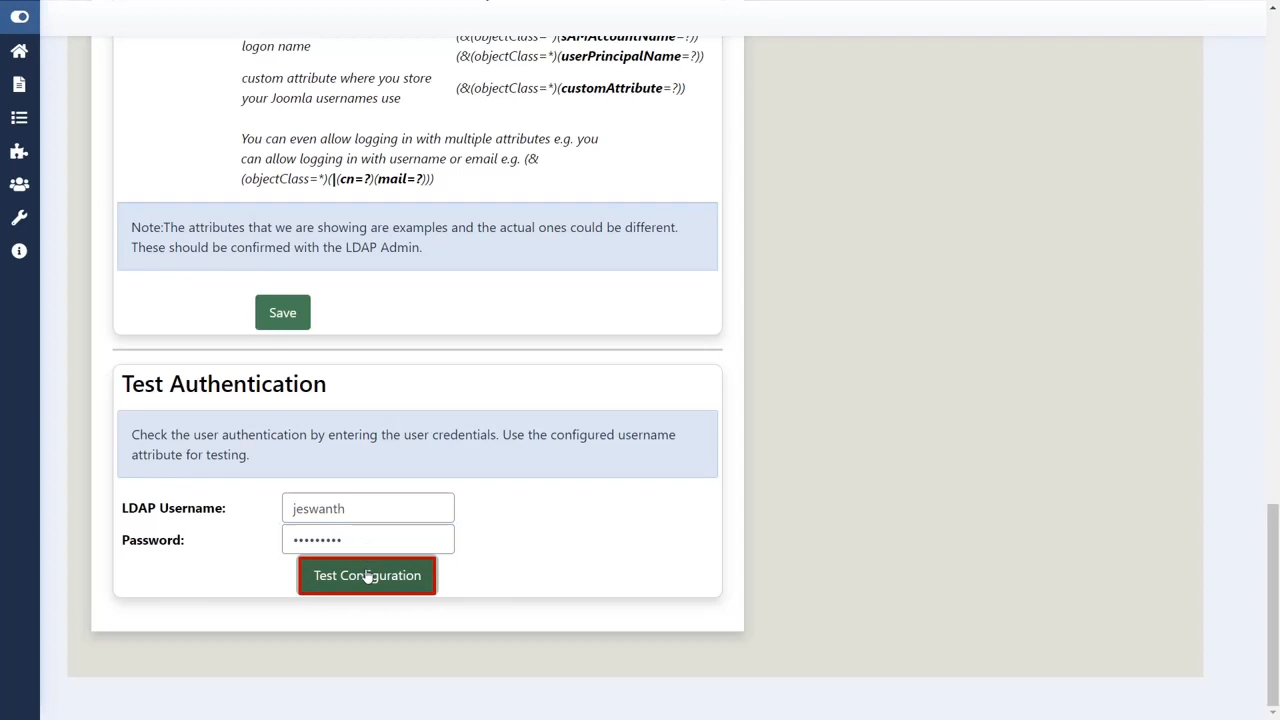 logon name
(&(objectClass=*)(sAMAccountName=?))
(&(objectClass=*)(userPrincipalName=?))
custom attribute where you store
your Joomla usernames use
(&(objectClass=*)(customAttribute=?))
You can even allow logging in with multiple attributes e.g. you
can allow logging in with username or email e.g. (&
(objectClass=*)(|(cn=?)(mail=?)))
Note:The attributes that we are showing are examples and the actual ones could be different.
These should be confirmed with the LDAP Admin.
Save
Test Authentication
Check the user authentication by entering the user credentials. Use the configured username
attribute for testing.
LDAP Username:
jeswanth
Password:
•••••••••
Test Configuration